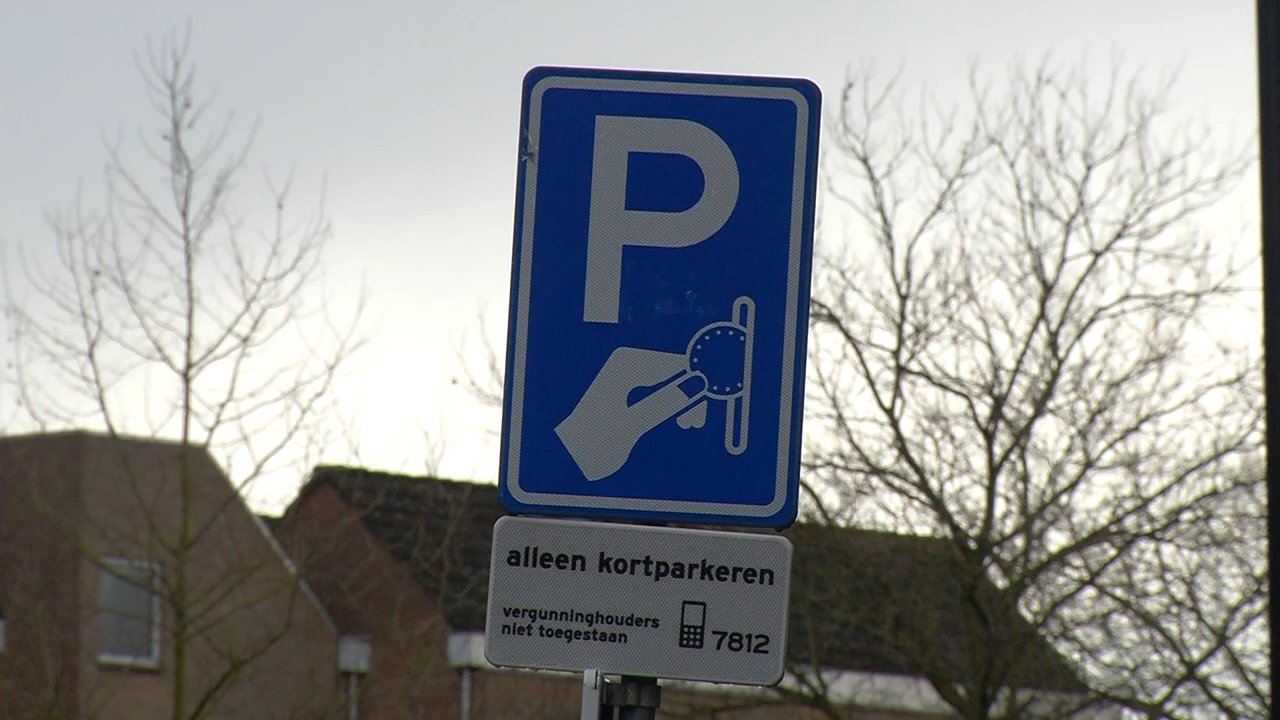 P
alleen kortparkeren
vergunninghouders
niet toegestaan
7812